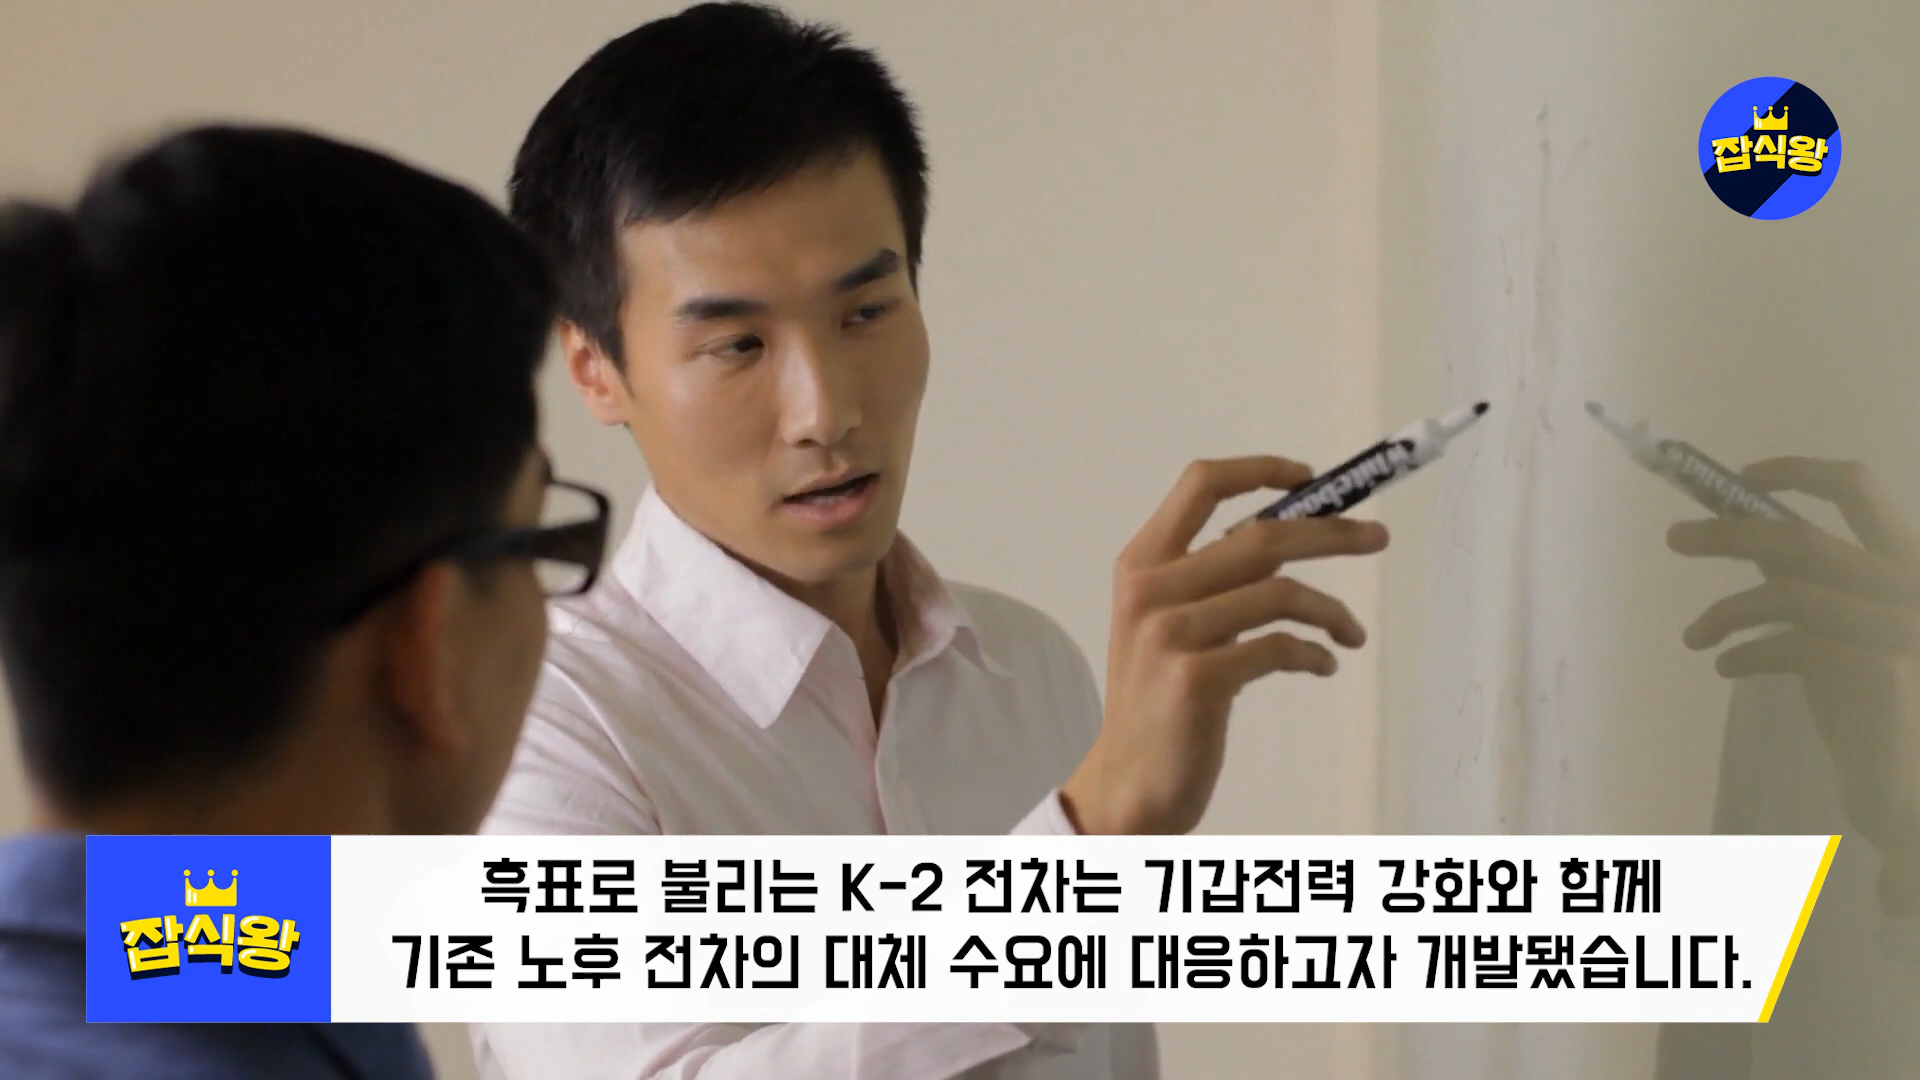 잡식왕
Whiteboa
잡식왕
흑표로 불리는 K-2 전차는 기갑전력 강화와 함께
기존 노후 전차의 대체 수요에 대응하고자 개발됐습니다.